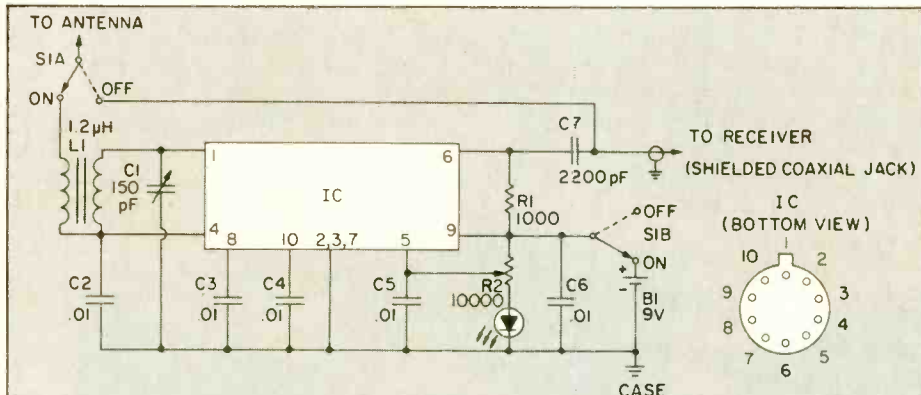 TO ANTENNA
S1A
ON
OFF
1.2µH
L1
C1
150
pF
1
4
IC
6
9
8
10
2,3,7
5
C2
.01
C3
.01
C4
.01
C5
.01
R1
1000
R2
10000
C6
.01
C7
2200pF
TO RECEIVER
(SHIELDED COAXIAL JACK)
OFF
S1B
ON
+
-
B1
9V
CASE
IC
(BOTTOM VIEW)
10
2
9
3
8
4
7
5
6